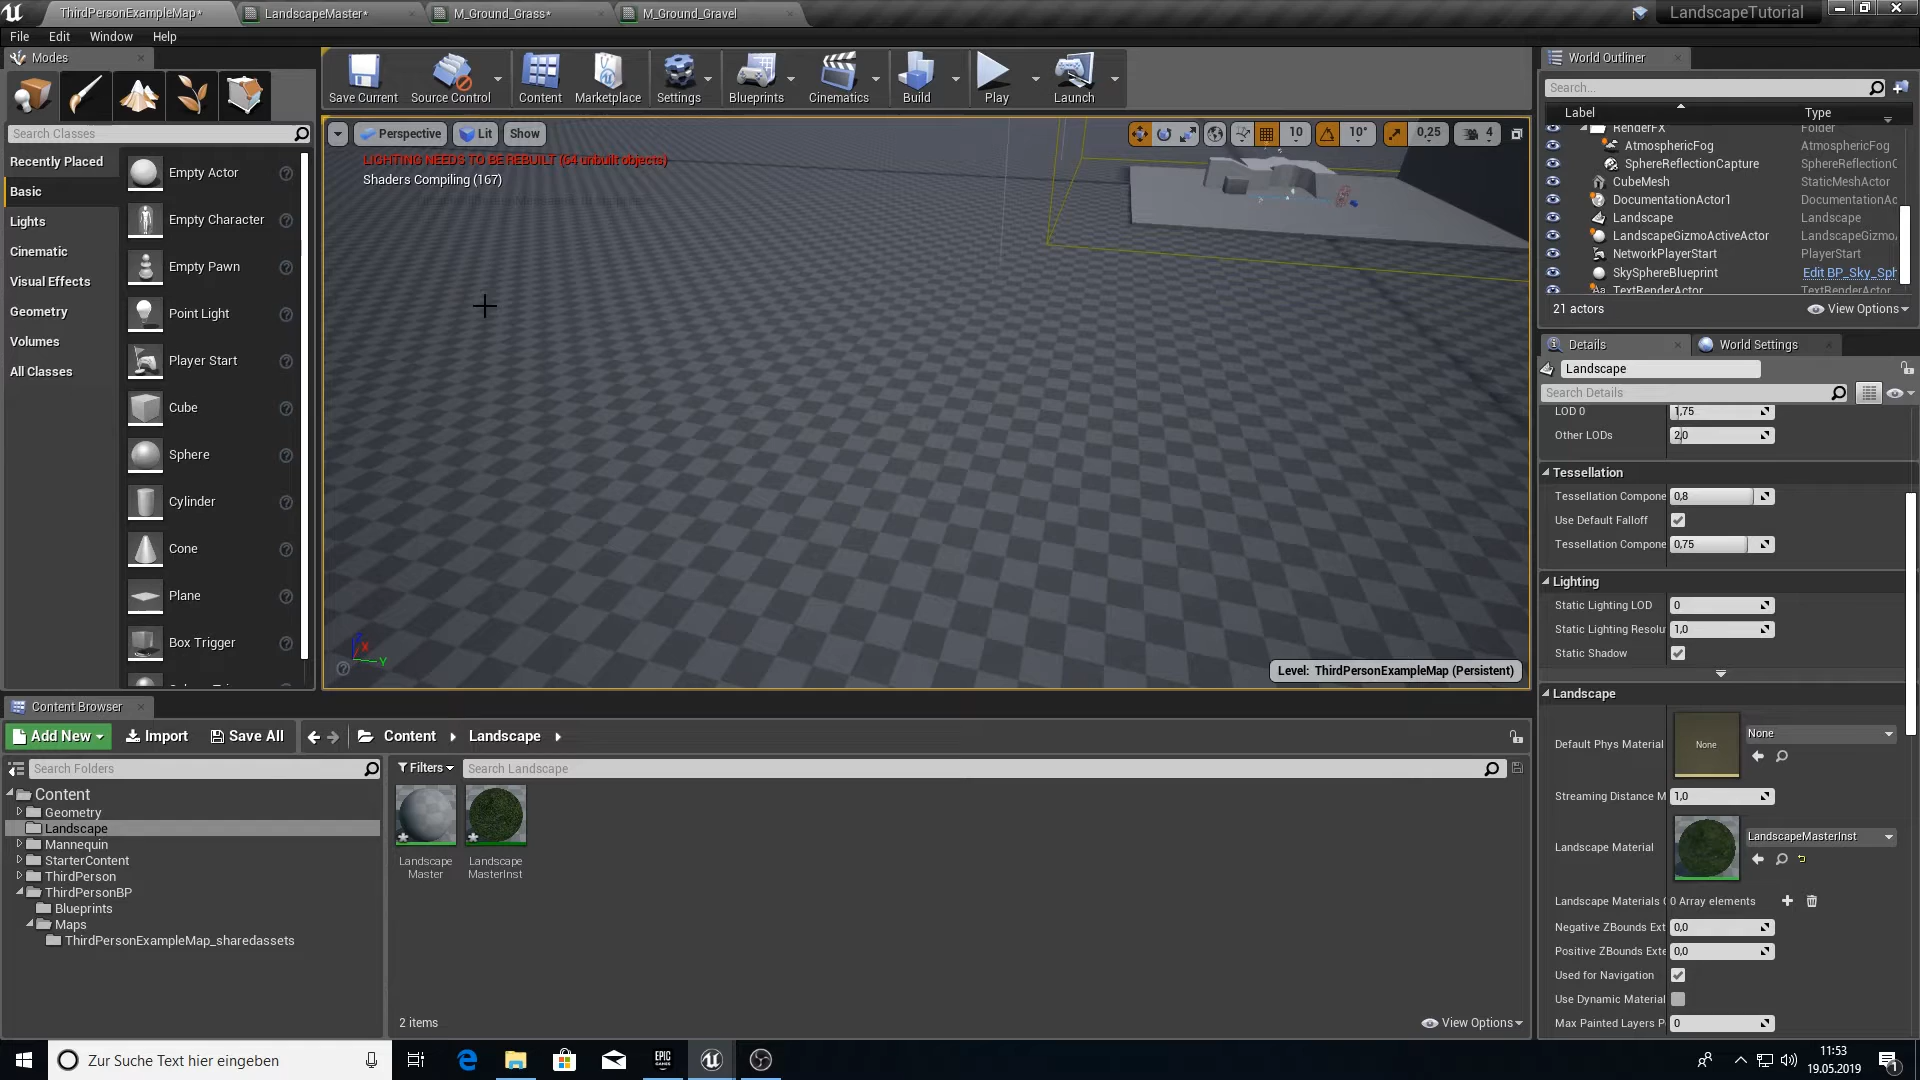 ThirdPersonExampleMap*
LandscapeMaster*
M_Ground_Grass*
M_Ground_Gravel
LandscapeTutorial
File
Edit
Window
Help
Modes
Save Current
Source Control
Content
Marketplace
Settings
Blueprints
Cinematics
Build
Play
Launch
World Outliner
Search...
Label
Type
Search Classes
Perspective
Lit
Show
10
10°
0,25
4
RenderFX
Folder
AtmosphericFog
AtmosphericFog
SphereReflectionCapture
SphereReflectionC
CubeMesh
StaticMeshActor
DocumentationActor1
DocumentationAc
Landscape
Landscape
LandscapeGizmoActiveActor
LandscapeGizmo
NetworkPlayerStart
PlayerStart
SkySphereBlueprint
Edit BP_Sky_Sph
TextRenderActor
TextRenderActor
21 actors
View Options
LIGHTING NEEDS TO BE REBUILT (64 unbuilt objects)
Shaders Compiling (167)
Recently Placed
Basic
Lights
Cinematic
Visual Effects
Geometry
Volumes
All Classes
Empty Actor
Empty Character
Empty Pawn
Point Light
Player Start
Cube
Sphere
Cylinder
Cone
Plane
Box Trigger
Details
World Settings
Landscape
Search Details
LOD 0
1,75
Other LODs
2,0
Tessellation
Tessellation Compone
0,8
Use Default Falloff
Tessellation Compone
0,75
Lighting
Static Lighting LOD
0
Static Lighting Resolu
1,0
Static Shadow
Landscape
Default Phys Material
None
None
Streaming Distance M
1,0
Landscape Material
LandscapeMasterInst
Landscape Materials
0 Array elements
Negative ZBounds Ext
0,0
Positive ZBounds Exte
0,0
Used for Navigation
Use Dynamic Material
Max Painted Layers P
0
Z
X
Y
Level: ThirdPersonExampleMap (Persistent)
Content Browser
Add New
Import
Save All
Content
Landscape
Search Folders
Filters
Search Landscape
Content
Geometry
Landscape
Mannequin
StarterContent
ThirdPerson
ThirdPersonBP
Blueprints
Maps
ThirdPersonExampleMap_sharedassets
Landscape
Master
Landscape
MasterInst
2 items
View Options
Zur Suche Text hier eingeben
EPIC
GAMES
11:53
19.05.2019
1